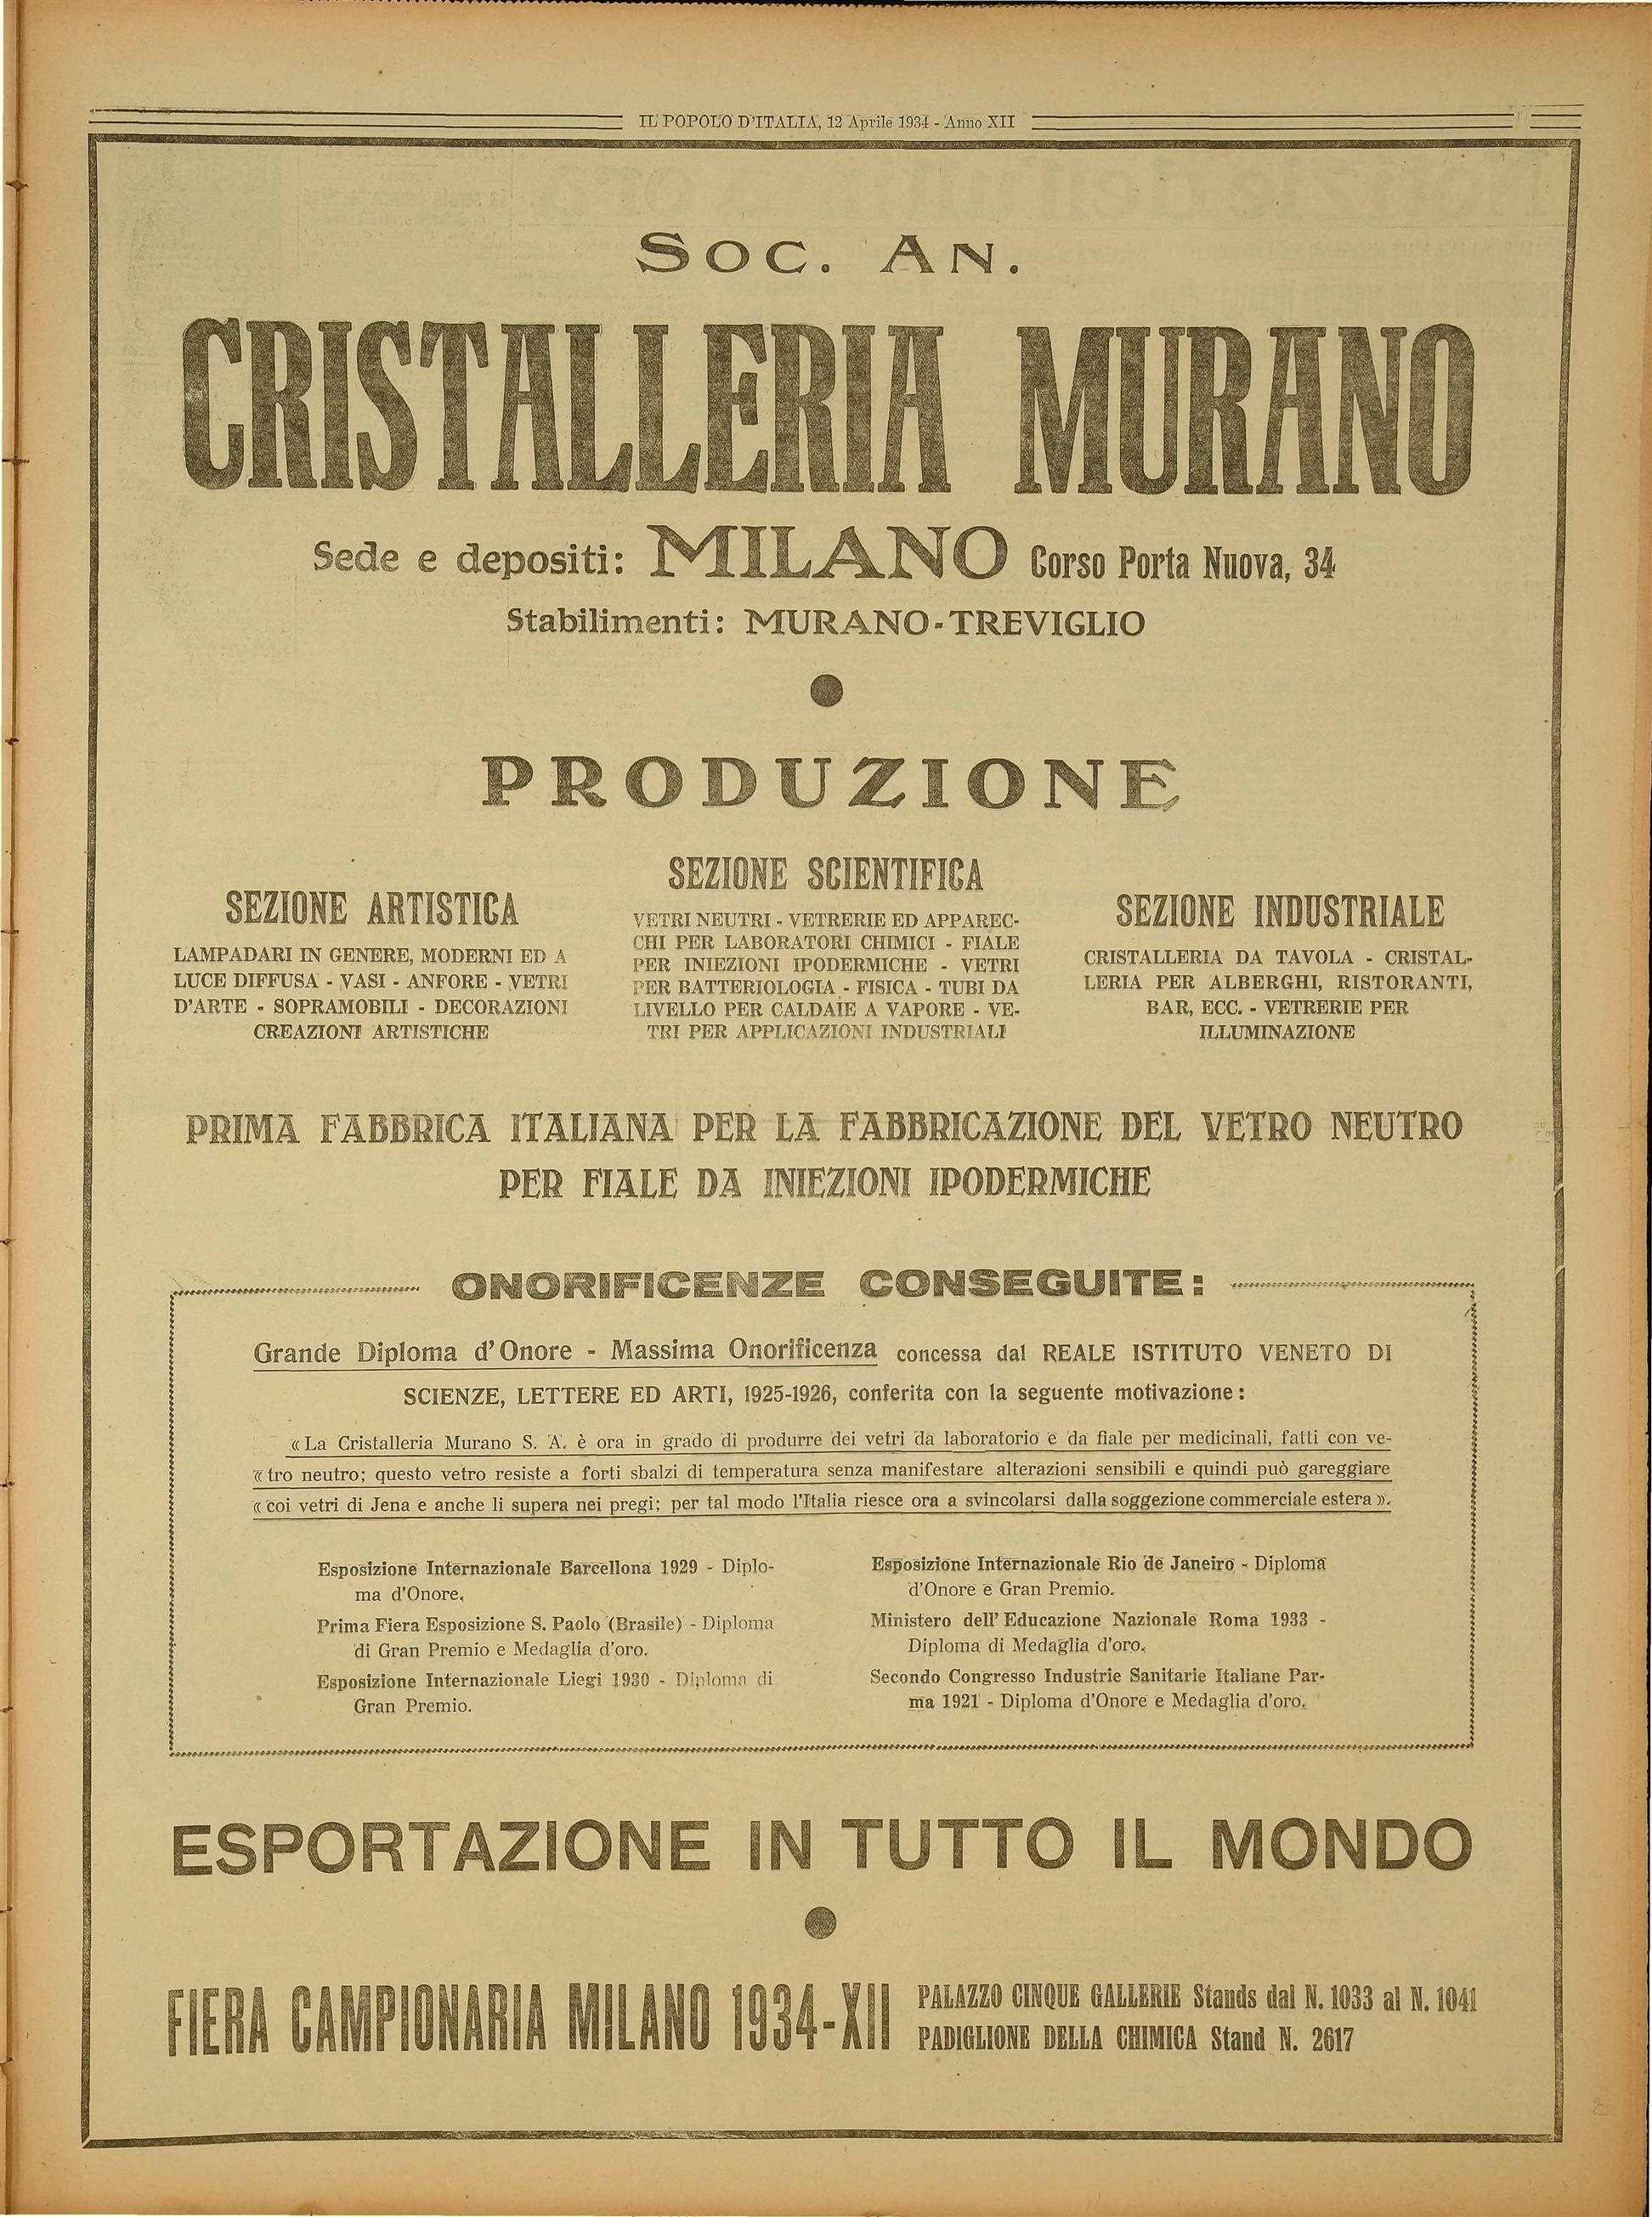 IL POPOLO D'ITALIA, 12 Aprile 1934 - Anno XII
SOC. AN.
CRISTALLERIA MURANO
Sede e depositi: MILANO Corso Porta Nuova, 34
Stabilimenti: MURANO-TREVIGLIO
PRODUZIONE
SEZIONE ARTISTICA
LAMPADARI IN GENERE, MODERNI ED A
LUCE DIFFUSA - VASI - ANFORE - VETRI
D'ARTE - SOPRAMOBILI - DECORAZIONI
CREAZIONI ARTISTICHE
SEZIONE SCIENTIFICA
VETRI NEUTRI - VETRERIE ED APPAREC-
CHI PER LABORATORI CHIMICI - FIALE
PER INIEZIONI IPODERMICHE - VETRI
PER BATTERIOLOGIA - FISICA - TUBI DA
LIVELLO PER CALDAIE A VAPORE - VE-
TRI PER APPLICAZIONI INDUSTRIALI
SEZIONE INDUSTRIALE
CRISTALLERIA DA TAVOLA - CRISTAL-
LERIA PER ALBERGHI, RISTORANTI,
BAR, ECC. - VETRERIE PER
ILLUMINAZIONE
PRIMA FABBRICA ITALIANA PER LA FABBRICAZIONE DEL VETRO NEUTRO
PER FIALE DA INIEZIONI IPODERMICHE
ONORIFICENZE CONSEGUITE:
Grande Diploma d'Onore - Massima Onorificenza concessa dal REALE ISTITUTO VENETO DI
SCIENZE, LETTERE ED ARTI, 1925-1926, conferita con la seguente motivazione:
« La Cristalleria Murano S. A. è ora in grado di produrre dei vetri da laboratorio e da fiale per medicinali, fatti con ve-
« tro neutro; questo vetro resiste a forti sbalzi di temperatura senza manifestare alterazioni sensibili e quindi può gareggiare
« coi vetri di Jena e anche li supera nei pregi; per tal modo l'Italia riesce ora a svincolarsi dalla soggezione commerciale estera ».
Esposizione Internazionale Barcellona 1929 - Diplo-
ma d'Onore.
Prima Fiera Esposizione S. Paolo (Brasile) - Diploma
di Gran Premio e Medaglia d'oro.
Esposizione Internazionale Liegi 1930 - Diploma di
Gran Premio.
Esposizione Internazionale Rio de Janeiro - Diploma
d'Onore e Gran Premio.
Ministero dell' Educazione Nazionale Roma 1933 -
Diploma di Medaglia d'oro.
Secondo Congresso Industrie Sanitarie Italiane Par-
ma 1921 - Diploma d'Onore e Medaglia d'oro.
ESPORTAZIONE IN TUTTO IL MONDO
FIERA CAMPIONARIA MILANO 1934-XII
PALAZZO CINQUE GALLERIE Stands dal N. 1033 al N. 1041
PADIGLIONE DELLA CHIMICA Stand N. 2617